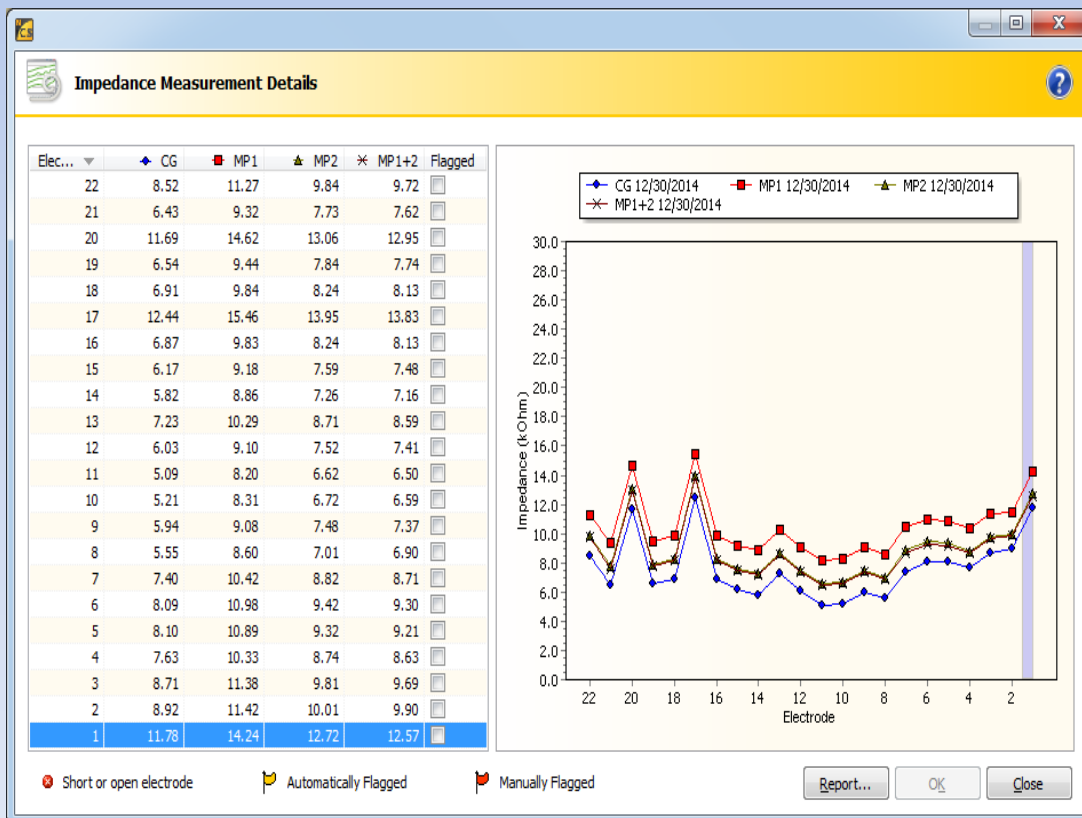 CS
Impedance Measurement Details
?
Elec... CG MP1 MP2 MP1+2 Flagged
22 8.52 11.27 9.84 9.72
21 6.43 9.32 7.73 7.62
20 11.69 14.62 13.06 12.95
19 6.54 9.44 7.84 7.74
18 6.91 9.84 8.24 8.13
17 12.44 15.46 13.95 13.83
16 6.87 9.83 8.24 8.13
15 6.17 9.18 7.59 7.48
14 5.82 8.86 7.26 7.16
13 7.23 10.29 8.71 8.59
12 6.03 9.10 7.52 7.41
11 5.09 8.20 6.62 6.50
10 5.21 8.31 6.72 6.59
9 5.94 9.08 7.48 7.37
8 5.55 8.60 7.01 6.90
7 7.40 10.42 8.82 8.71
6 8.09 10.98 9.42 9.30
5 8.10 10.89 9.32 9.21
4 7.63 10.33 8.74 8.63
3 8.71 11.38 9.81 9.69
2 8.92 11.42 10.01 9.90
1 11.78 14.24 12.72 12.57
CG 12/30/2014 MP1 12/30/2014 MP2 12/30/2014
MP1+2 12/30/2014
Impedance (kOhm)
30.0
28.0
26.0
24.0
22.0
20.0
18.0
16.0
14.0
12.0
10.0
8.0
6.0
4.0
2.0
0.0
22 20 18 16 14 12 10 8 6 4 2
Electrode
Short or open electrode Automatically Flagged Manually Flagged Report... OK Close